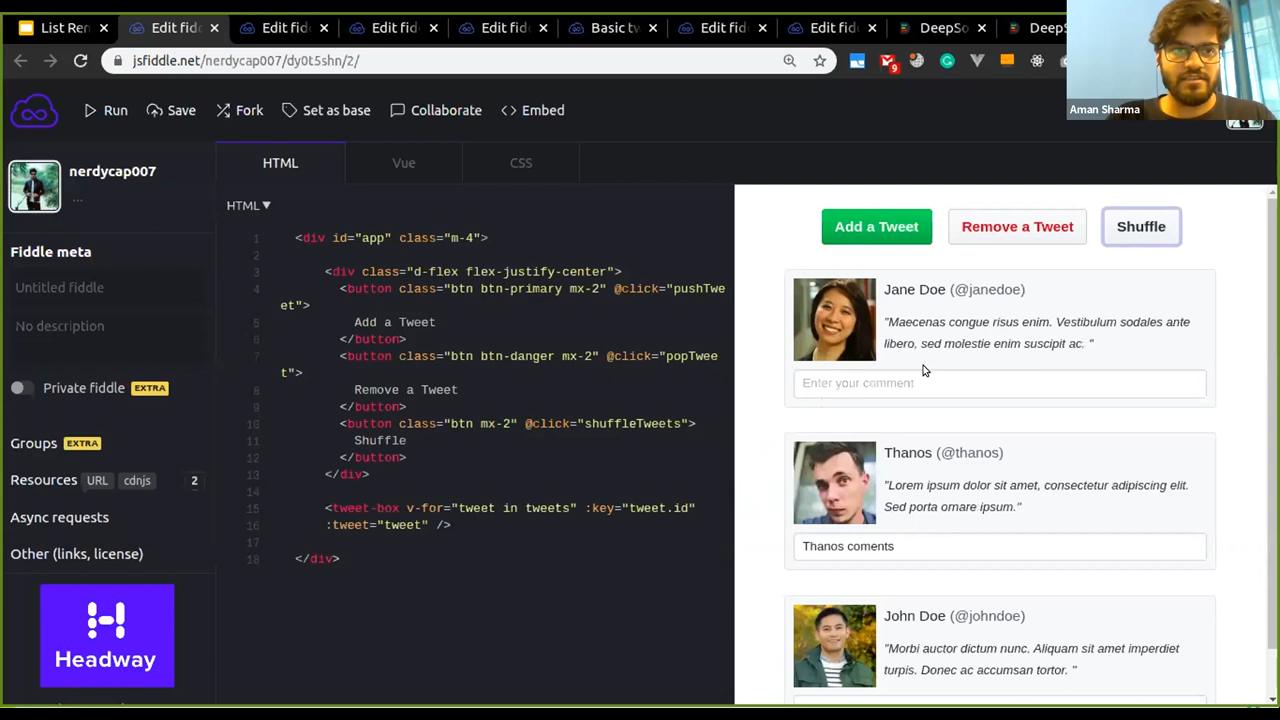 List Ren
Edit fidd
Edit fid
Edit fid
Edit fid
Basic tw
Edit fid
Edit fid
DeepSo
DeepS
jsfiddle.net/nerdycap007/dy0t5shn/2/
9
Aman Sharma
Run
Save
Fork
Set as base
Collaborate
Embed
nerdycap007
...
Fiddle meta
Untitled fiddle
No description
Private fiddle EXTRA
Groups EXTRA
Resources URL cdnjs 2
Async requests
Other (links, license)
Headway
HTML
Vue
CSS
HTML▼
1 <div id="app" class="m-4">
2
3 <div class="d-flex flex-justify-center">
4 <button class="btn btn-primary mx-2" @click="pushTwe
et">
5 Add a Tweet
6 </button>
7 <button class="btn btn-danger mx-2" @click="popTwee
t">
8 Remove a Tweet
9 </button>
10 <button class="btn mx-2" @click="shuffleTweets">
11 Shuffle
12 </button>
13 </div>
14
15 <tweet-box v-for="tweet in tweets" :key="tweet.id"
16 :tweet="tweet" />
17
18 </div>
Add a Tweet
Remove a Tweet
Shuffle
Jane Doe (@janedoe)
"Maecenas congue risus enim. Vestibulum sodales ante
libero, sed molestie enim suscipit ac. "
Enter your comment
Thanos (@thanos)
"Lorem ipsum dolor sit amet, consectetur adipiscing elit.
Sed porta ornare ipsum."
Thanos coments
John Doe (@johndoe)
"Morbi auctor dictum nunc. Aliquam sit amet imperdiet
turpis. Donec ac accumsan tortor. "